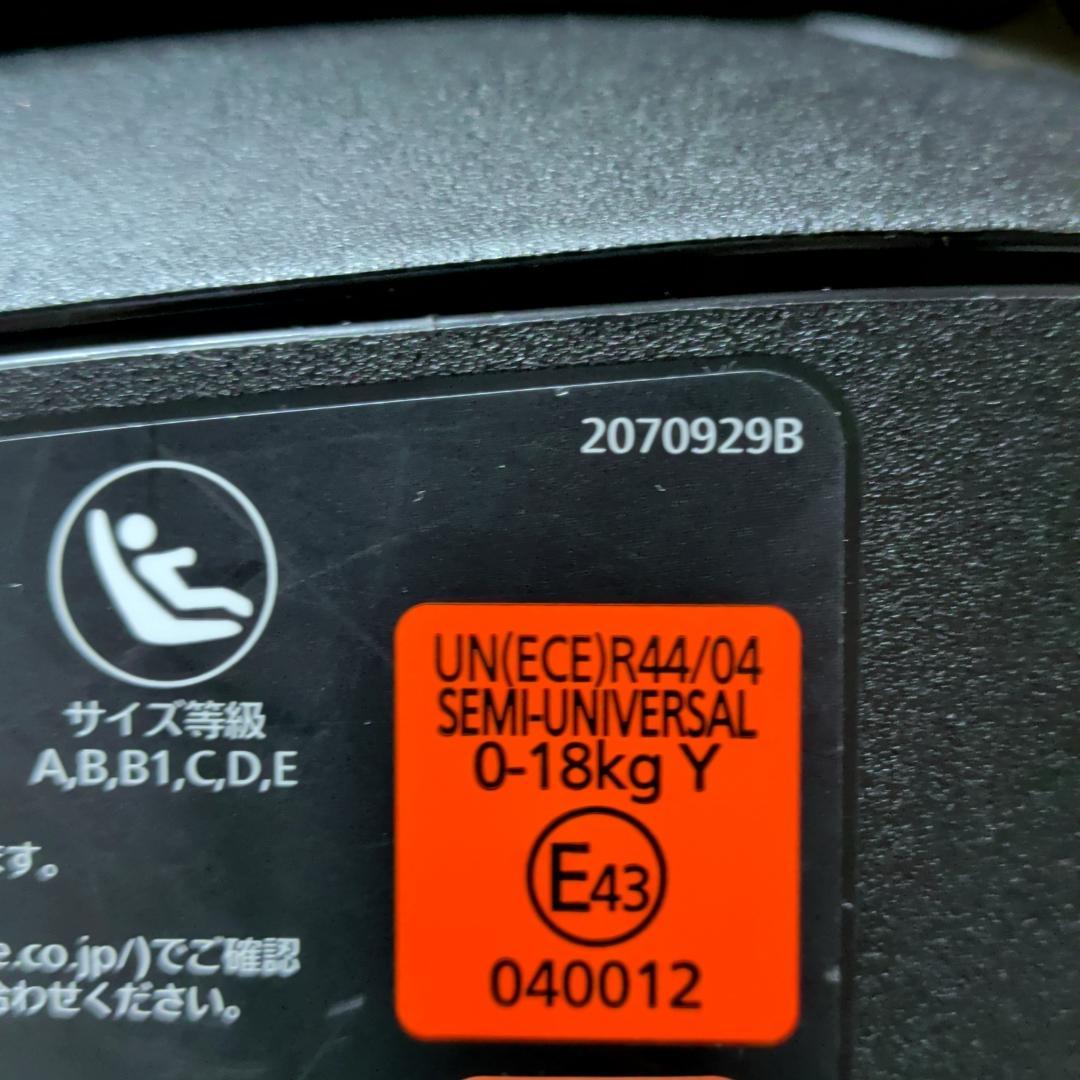 2070929B
サイズ等級
A,B,B1,C,D,E
ます。
e.co.jp/)でご確認
合わせください。
UN(ECE)R44/04
SEMI-UNIVERSAL
0-18kg Y
E43
040012